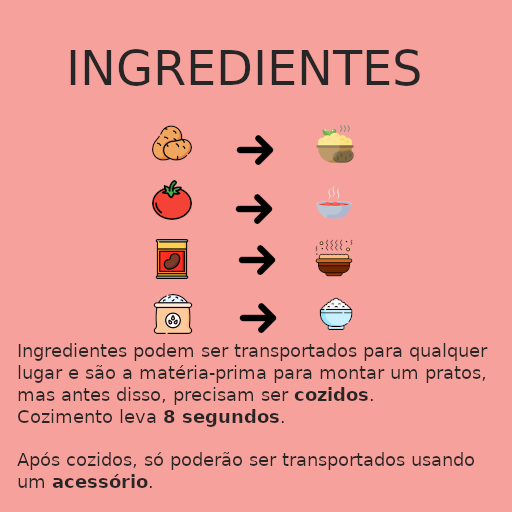 INGREDIENTES
Ingredientes podem ser transportados para qualquer
lugar e são a matéria-prima para montar um pratos,
mas antes disso, precisam ser cozidos.
Cozimento leva 8 segundos.
Após cozidos, só poderão ser transportados usando
um acessório.